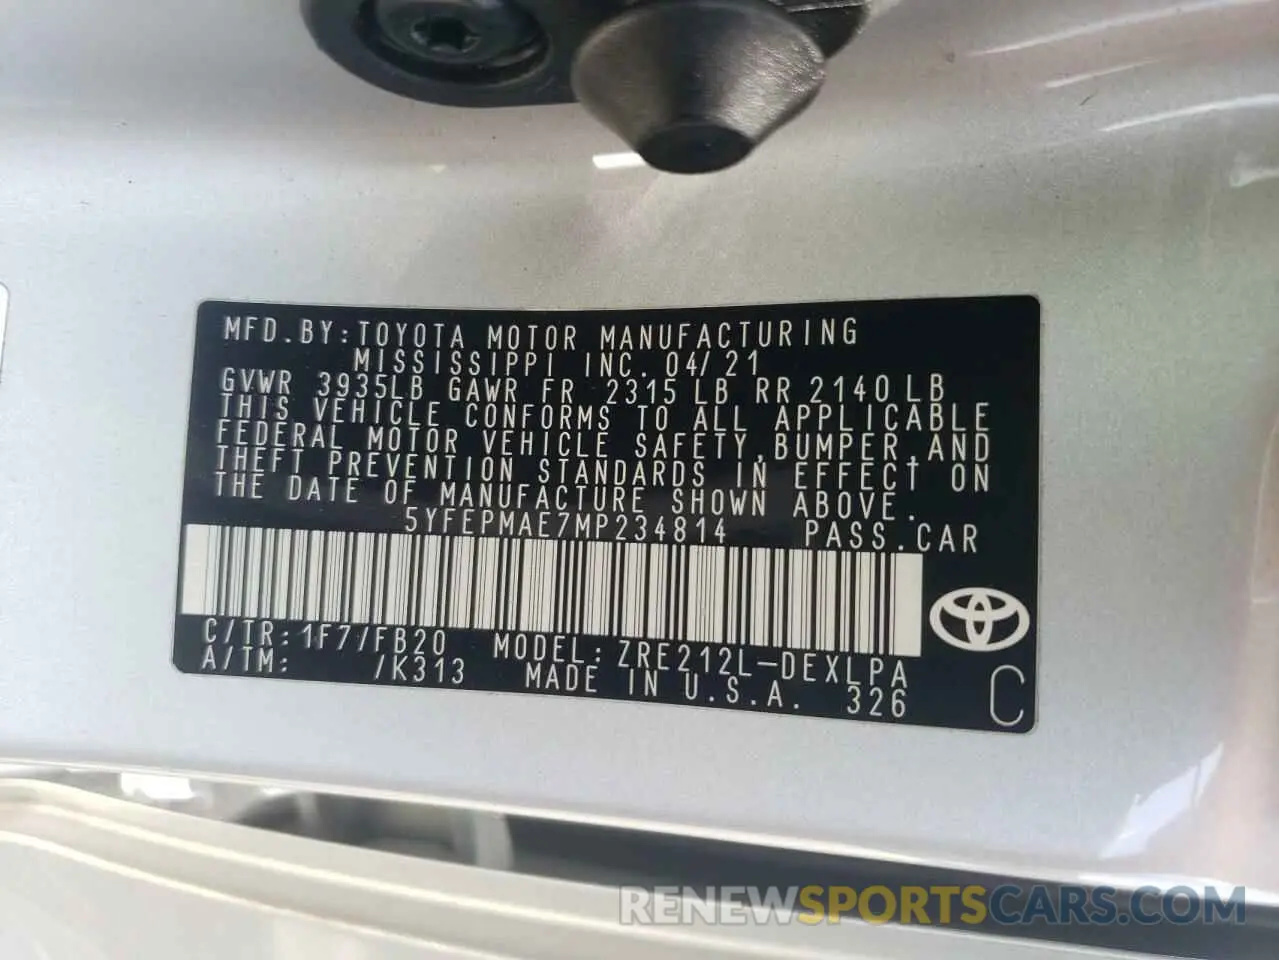 MFD.BY:TOYOTA MOTOR MANUFACTURING
MISSISSIPPI INC. 04/21
GVWR 3935LB GAWR FR 2315 LB RR 2140 LB
THIS VEHICLE CONFORMS TO ALL APPLICABLE
FEDERAL MOTOR VEHICLE SAFETY, BUMPER, AND
THEFT PREVENTION STANDARDS IN EFFECT ON
THE DATE OF MANUFACTURE SHOWN ABOVE.
5YFEPMAE7MP234814 PASS.CAR
C/TR: 1F7/FB20 MODEL: ZRE212L-DEXLPA
A/TM: /K313 MADE IN U.S.A. 326
C
RENEWSPORTSCARS.COM